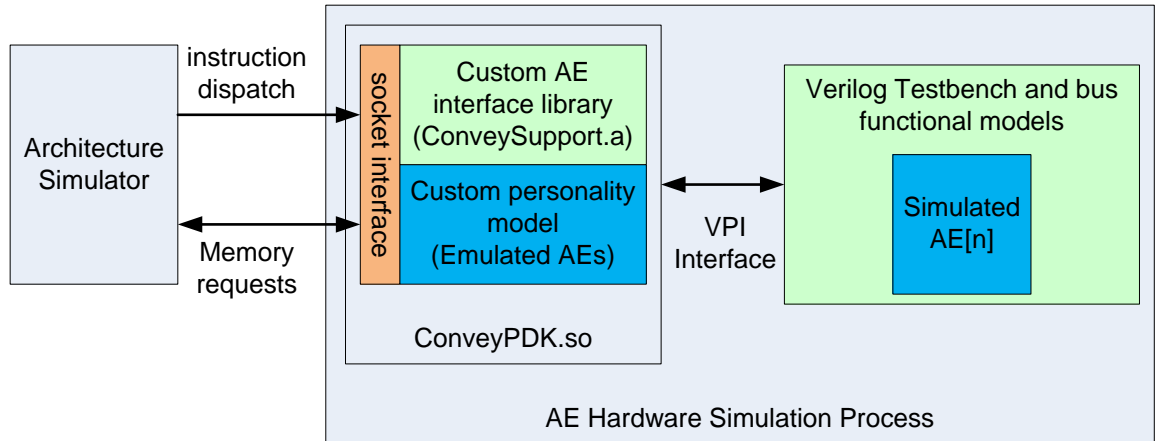 Architecture
Simulator
instruction
dispatch
Memory
requests
socket interface
Custom AE
interface library
(ConveySupport.a)
Custom personality
model
(Emulated AEs)
ConveyPDK.so
VPI
Interface
Verilog Testbench and bus
functional models
Simulated
AE[n]
AE Hardware Simulation Process